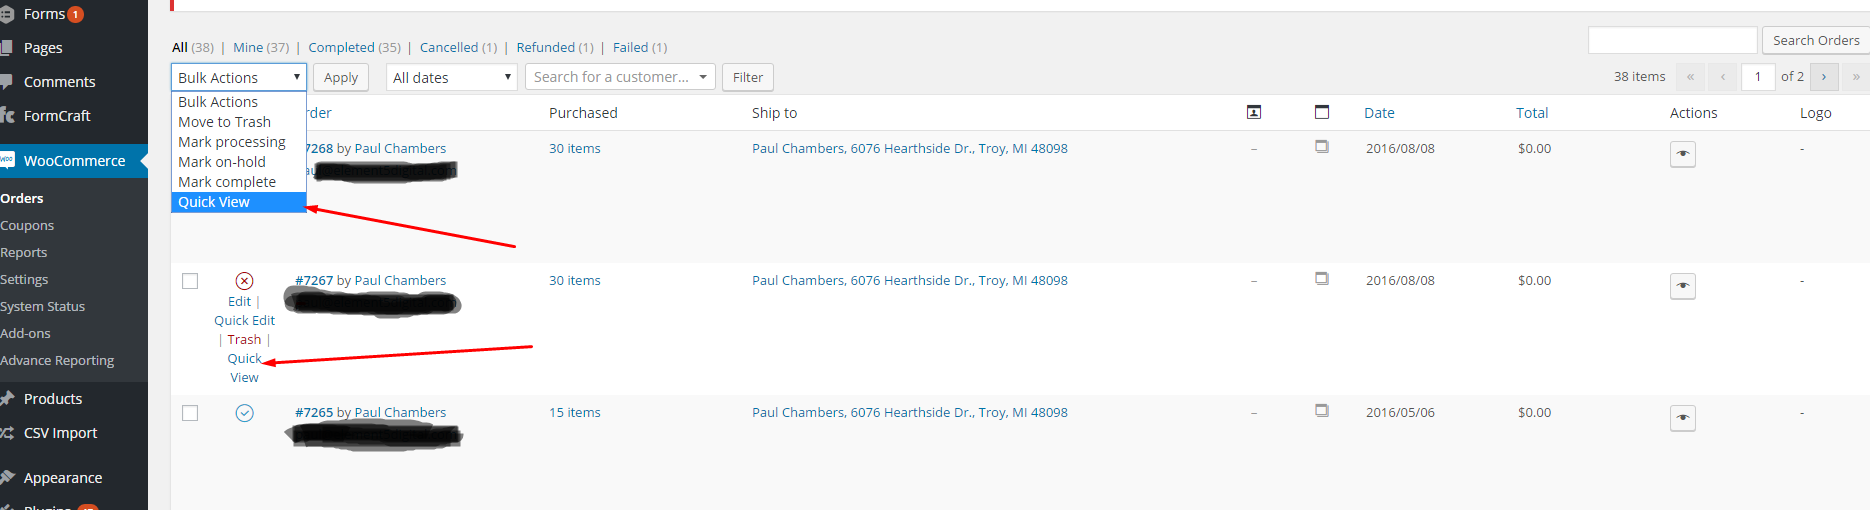 Forms 1
Pages
Comments
FormCraft
WooCommerce
Orders
Coupons
Reports
Settings
System Status
Add-ons
Advance Reporting
Products
CSV Import
Appearance
Plugins
All (38) | Mine (37) | Completed (35) | Cancelled (1) | Refunded (1) | Failed (1)
Search Orders
Bulk Actions Apply All dates Search for a customer... Filter
38 items « ‹ 1 of 2 › »
Bulk Actions
Move to Trash
Mark processing
Mark on-hold
Mark complete
Quick View
rder Purchased Ship to Date Total Actions Logo
7268 by Paul Chambers 30 items Paul Chambers, 6076 Hearthside Dr., Troy, MI 48098 – 2016/08/08 $0.00 -
#7267 by Paul Chambers 30 items Paul Chambers, 6076 Hearthside Dr., Troy, MI 48098 – 2016/08/08 $0.00 -
Edit |
Quick Edit
| Trash |
Quick
View
#7265 by Paul Chambers 15 items Paul Chambers, 6076 Hearthside Dr., Troy, MI 48098 – 2016/05/06 $0.00 -